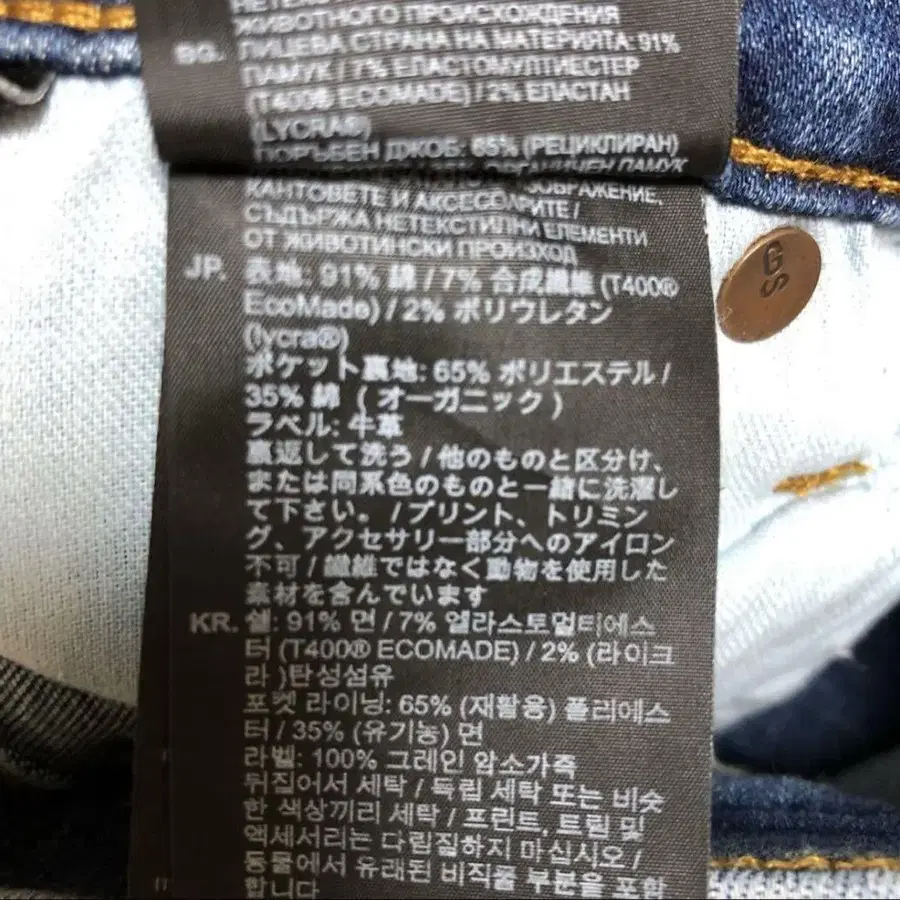 ЖИВОТНОГО ПРОИСХОЖДЕНИЯ
BG. ЛИЦЕВА СТРАНА НА МАТЕРИЯТА: 91%
ПАМУК / 7% ЕЛАСТОМУЛТИЕСТЕР
(T400® ECOMADE) / 2% ЕЛАСТАН
(LYCRA®)
ПОРЪБЕН ДЖОБ: 65% (РЕЦИКЛИРАН)
ОРГАНИЧЕН ПАМУК
КАНТОВЕТЕ И АКСЕСОАРИТЕ /
СЪДЪРЖА НЕТЕКСТИЛНИ ЕЛЕМЕНТИ
ОТ ЖИВОТИНСКИ ПРОИЗХОД
JP. 表地: 91% 綿 / 7% 合成繊維 (T400®
EcoMade) / 2% ポリウレタン
(lycra®)
ポケット裏地: 65% ポリエステル /
35% 綿 ( オーガニック )
ラベル: 牛革
裏返して洗う / 他のものと区分け、
または同系色のものと一緒に洗濯し
て下さい。 / プリント、トリミン
グ、アクセサリー部分へのアイロン
不可 / 繊維ではなく動物を使用した
素材を含んでいます
KR. 쉘: 91% 면 / 7% 엘라스토멀티에스
터 (T400® ECOMADE) / 2% (라이크
라 )탄성섬유
포켓 라이닝: 65% (재활용) 폴리에스
터 / 35% (유기농) 면
라벨: 100% 그레인 암소가죽
뒤집어서 세탁 / 독립 세탁 또는 비슷
한 색상끼리 세탁 / 프린트, 트림 및
액세서리는 다림질하지 마십시오 /
동물에서 유래된 비직물 부분을 포함
합니다
GS